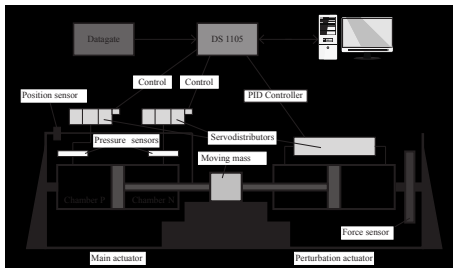 Datagate
DS 1105
Control
Control
PID Controller
Position sensor
Servodistributors
Pressure sensors
Moving mass
Chamber P
Chamber N
Force sensor
Main actuator
Perturbation actuator